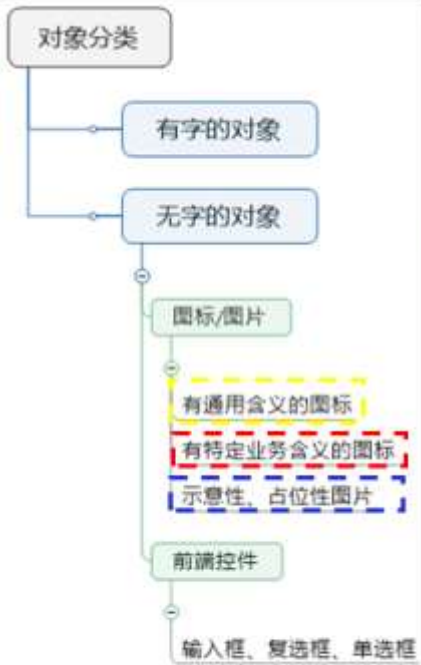 对象分类
有字的对象
无字的对象
图标/图片
有通用含义的图标
有特定业务含义的图标
示意性、占位性图片
前端控件
输入框、复选框、单选框